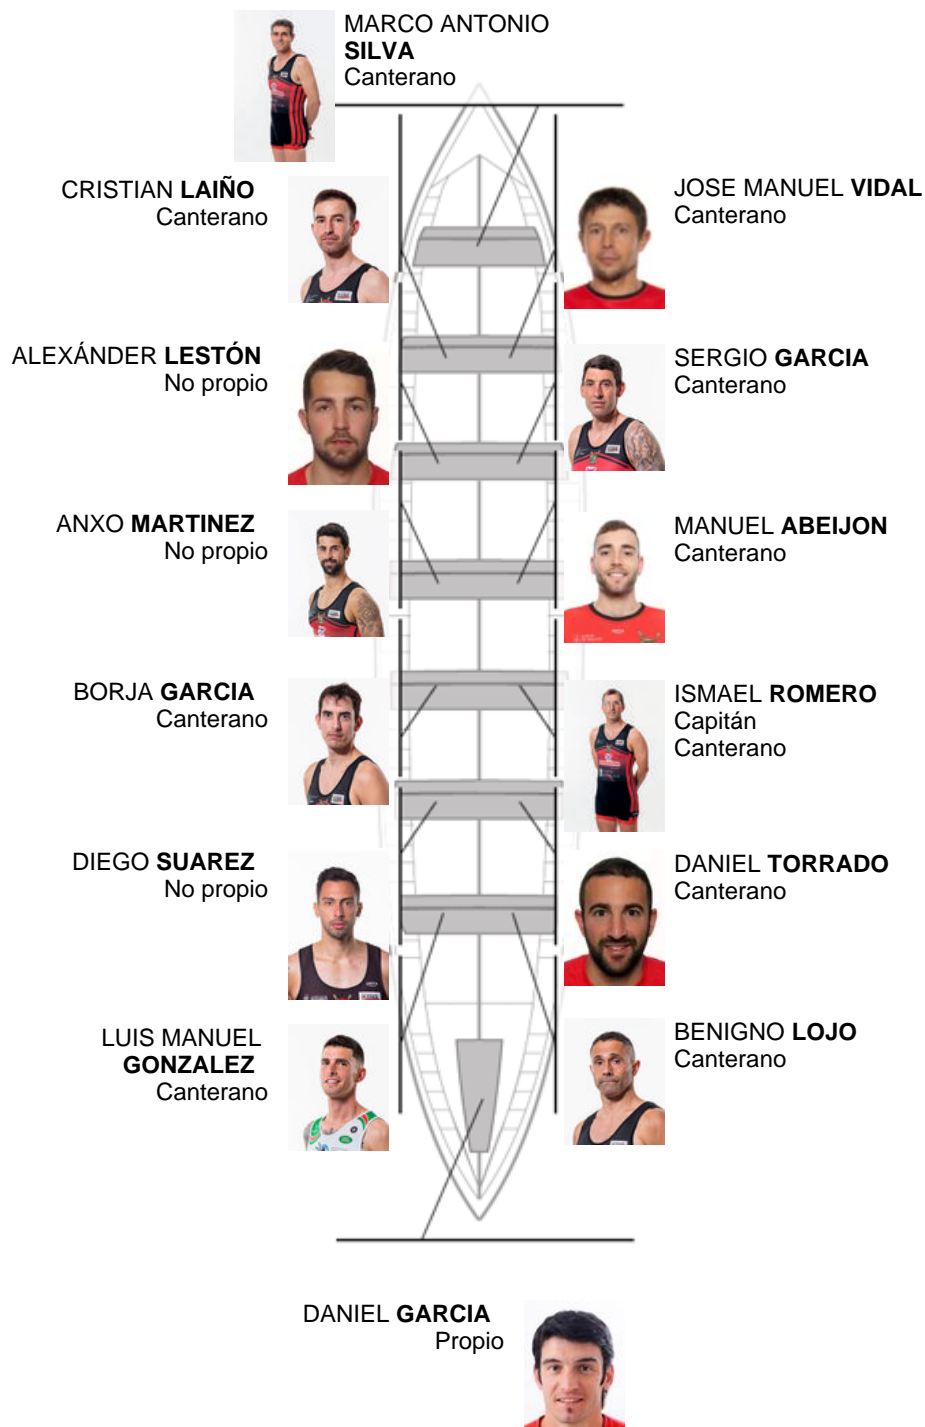 MARCO ANTONIO
SILVA
Canterano
CRISTIAN LAIÑO
Canterano
JOSE MANUEL VIDAL
Canterano
ALEXÁNDER LESTÓN
No propio
SERGIO GARCIA
Canterano
ANXO MARTINEZ
No propio
MANUEL ABEIJON
Canterano
BORJA GARCIA
Canterano
ISMAEL ROMERO
Capitán
Canterano
DIEGO SUAREZ
No propio
DANIEL TORRADO
Canterano
LUIS MANUEL
GONZALEZ
Canterano
BENIGNO LOJO
Canterano
DANIEL GARCIA
Propio